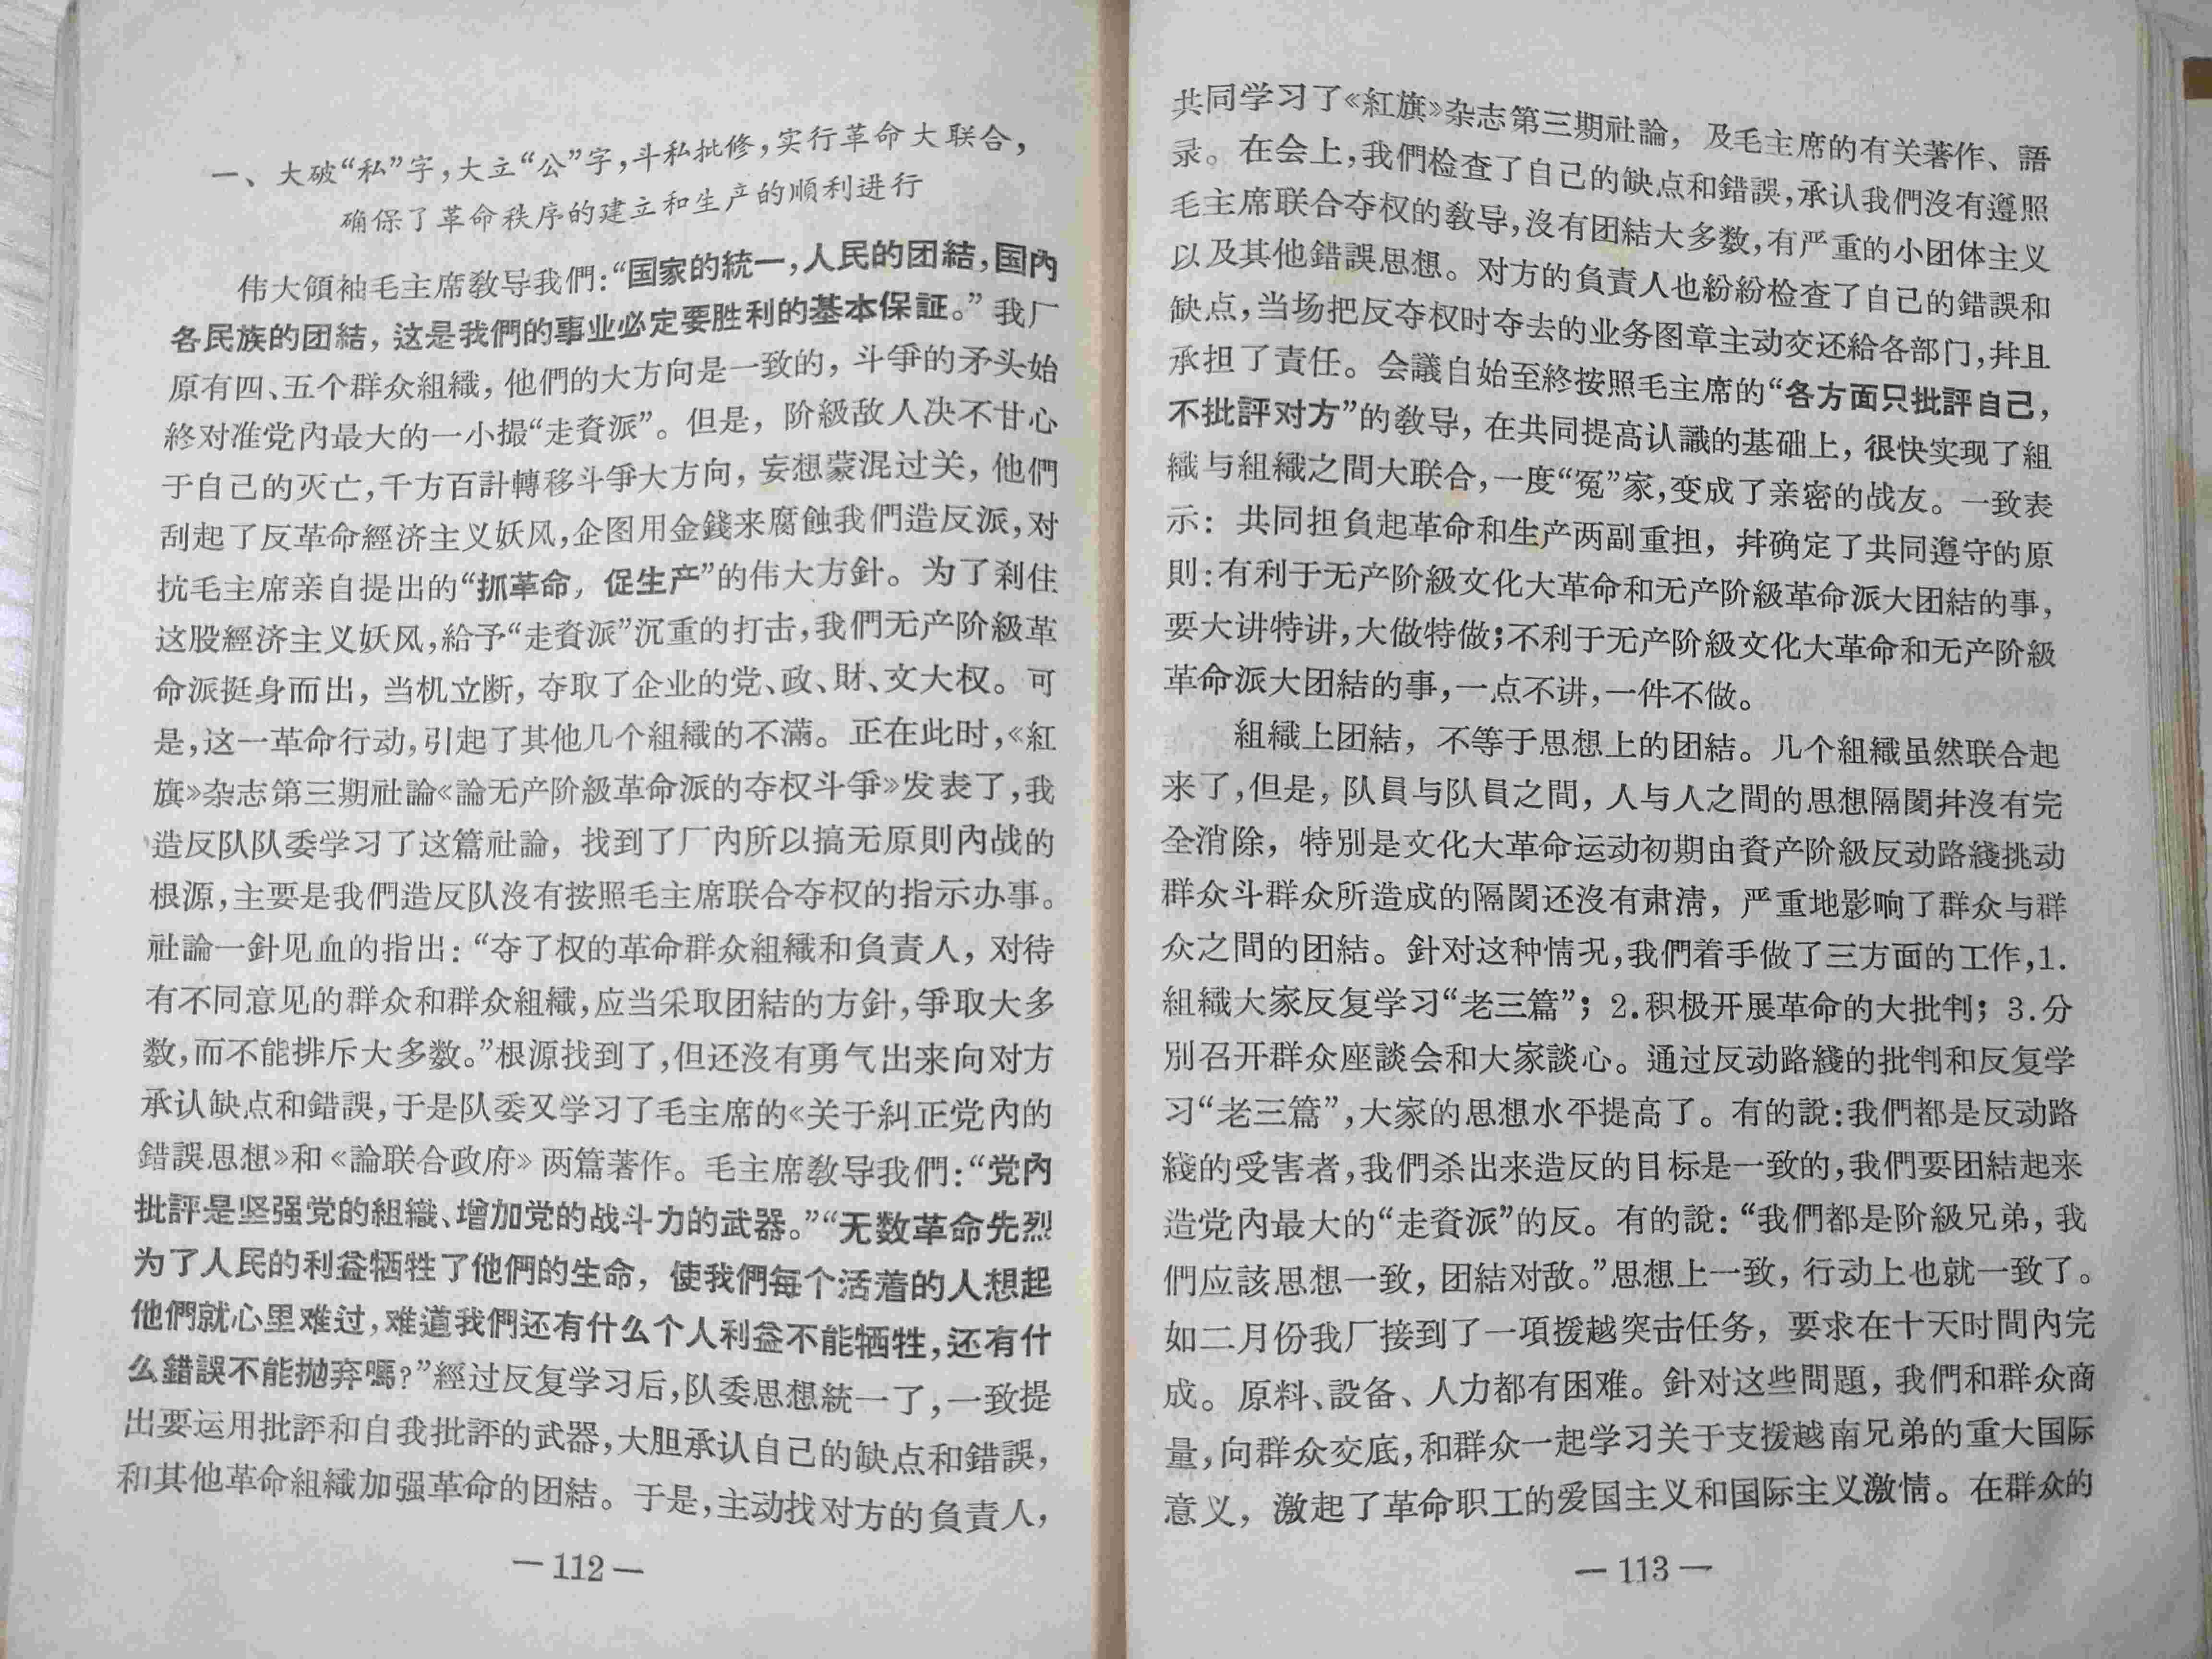 一、大破“私”字，大立“公”字，斗私批修，实行革命大联合，
确保了革命秩序的建立和生产的順利进行
伟大領袖毛主席教导我們：“国家的統一，人民的团結，国內
各民族的团結，这是我們的事业必定要胜利的基本保証。”我厂
原有四、五个群众組織，他們的大方向是一致的，斗爭的矛头始
終对准党內最大的一小撮“走資派”。但是，阶級敌人决不甘心
于自己的灭亡，千方百計轉移斗爭大方向，妄想蒙混过关，他們
刮起了反革命經济主义妖风，企图用金錢来腐蝕我們造反派，对
抗毛主席亲自提出的“抓革命，促生产”的伟大方針。为了刹住
这股經济主义妖风，給予“走資派”沉重的打击，我們无产阶級革
命派挺身而出，当机立断，夺取了企业的党、政、財、文大权。可
是，这一革命行动，引起了其他几个組織的不滿。正在此时，《紅
旗》杂志第三期社論《論无产阶級革命派的夺权斗爭》发表了，我
造反队队委学习了这篇社論，找到了厂內所以搞无原則內战的
根源，主要是我們造反队沒有按照毛主席联合夺权的指示办事。
社論一針见血的指出：“夺了权的革命群众組織和負責人，对待
有不同意见的群众和群众組織，应当采取团結的方針，爭取大多
数，而不能排斥大多数。”根源找到了，但还沒有勇气出来向对方
承认缺点和錯誤，于是队委又学习了毛主席的《关于糾正党內的
錯誤思想》和《論联合政府》两篇著作。毛主席教导我們：“党內
批評是坚强党的組織、增加党的战斗力的武器。”“无数革命先烈
为了人民的利益牺牲了他們的生命，使我們每个活着的人想起
他們就心里难过，难道我們还有什么个人利益不能牺牲，还有什
么錯誤不能抛弃嗎？”經过反复学习后，队委思想統一了，一致提
出要运用批評和自我批評的武器，大胆承认自己的缺点和錯誤，
和其他革命組織加强革命的团結。于是，主动找对方的負責人，
—112—
共同学习了《紅旗》杂志第三期社論，及毛主席的有关著作、語
录。在会上，我們检查了自己的缺点和錯誤，承认我們沒有遵照
毛主席联合夺权的教导，沒有团結大多数，有严重的小团体主义
以及其他錯誤思想。对方的負責人也紛紛检查了自己的錯誤和
缺点，当场把反夺权时夺去的业务图章主动交还給各部门，幷且
承担了責任。会議自始至終按照毛主席的“各方面只批評自己，
不批評对方”的教导，在共同提高认識的基础上，很快实现了組
織与組織之間大联合，一度“冤”家，变成了亲密的战友。一致表
示：共同担負起革命和生产两副重担，幷确定了共同遵守的原
則：有利于无产阶級文化大革命和无产阶級革命派大团結的事，
要大讲特讲，大做特做；不利于无产阶級文化大革命和无产阶級
革命派大团結的事，一点不讲，一件不做。
組織上团結，不等于思想上的团結。几个組織虽然联合起
来了，但是，队員与队員之間，人与人之間的思想隔閡幷沒有完
全消除，特別是文化大革命运动初期由資产阶級反动路綫挑动
群众斗群众所造成的隔閡还沒有肃淸，严重地影响了群众与群
众之間的团結。針对这种情况，我們着手做了三方面的工作，1.
組織大家反复学习“老三篇”；2.积极开展革命的大批判；3.分
別召开群众座談会和大家談心。通过反动路綫的批判和反复学
习“老三篇”，大家的思想水平提高了。有的說：我們都是反动路
綫的受害者，我們杀出来造反的目标是一致的，我們要团結起来
造党內最大的“走資派”的反。有的說：“我們都是阶級兄弟，我
們应該思想一致，团結对敌。”思想上一致，行动上也就一致了。
如二月份我厂接到了一項援越突击任务，要求在十天时間內完
成。原料、設备、人力都有困难。針对这些問題，我們和群众商
量，向群众交底，和群众一起学习关于支援越南兄弟的重大国际
意义，激起了革命职工的爱国主义和国际主义激情。在群众的
—113—